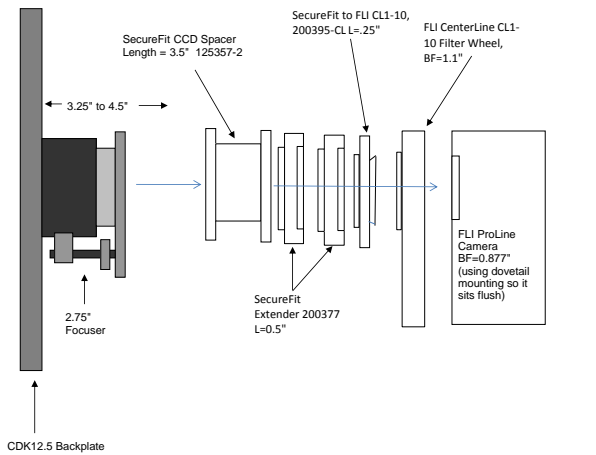 SecureFit to FLI CL1-10,
200395-CL L=.25"
FLI CenterLine CL1-
10 Filter Wheel,
BF=1.1"
SecureFit CCD Spacer
Length = 3.5" 125357-2
3.25" to 4.5"
FLI ProLine
Camera
BF=0.877"
(using dovetail
mounting so it
sits flush)
SecureFit
Extender 200377
L=0.5"
2.75"
Focuser
CDK12.5 Backplate